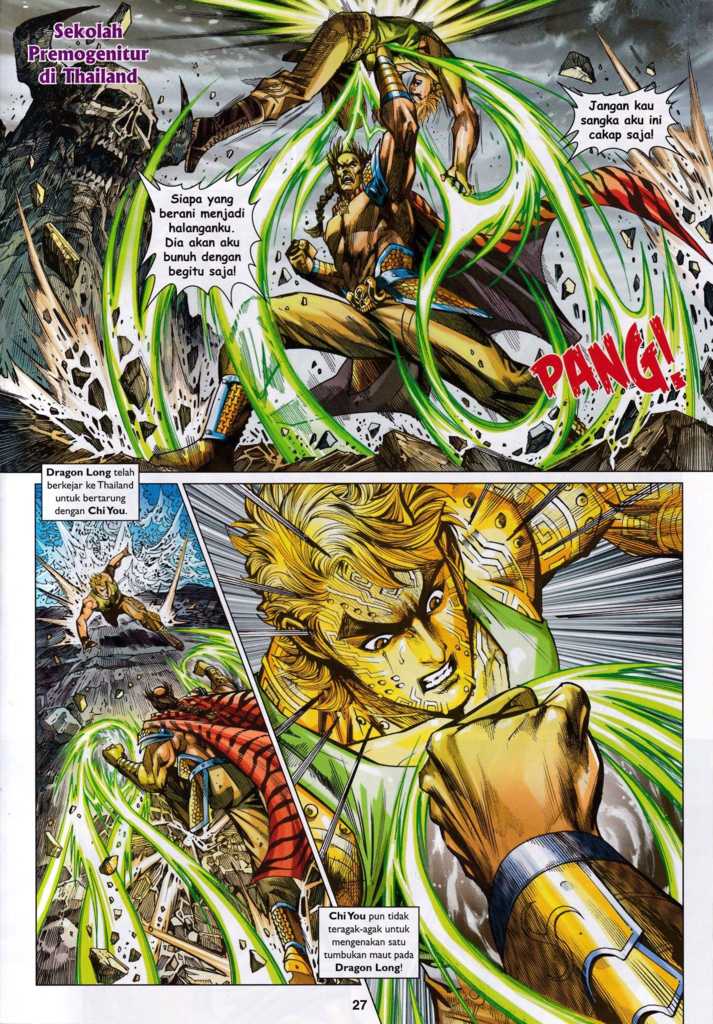 Sekolah
Premogenitur
di Thailand
Siapa yang
berani menjadi
halanganku.
Dia akan aku
bunuh dengan
begitu saja!
Jangan kau
sangka aku ini
cakap saja!
PANG!
Dragon Long telah
berkejar ke Thailand
untuk bertarung
dengan Chi You.
Chi You pun tidak
teragak-agak untuk
mengenakan satu
tumbukan maut pada
Dragon Long!
27